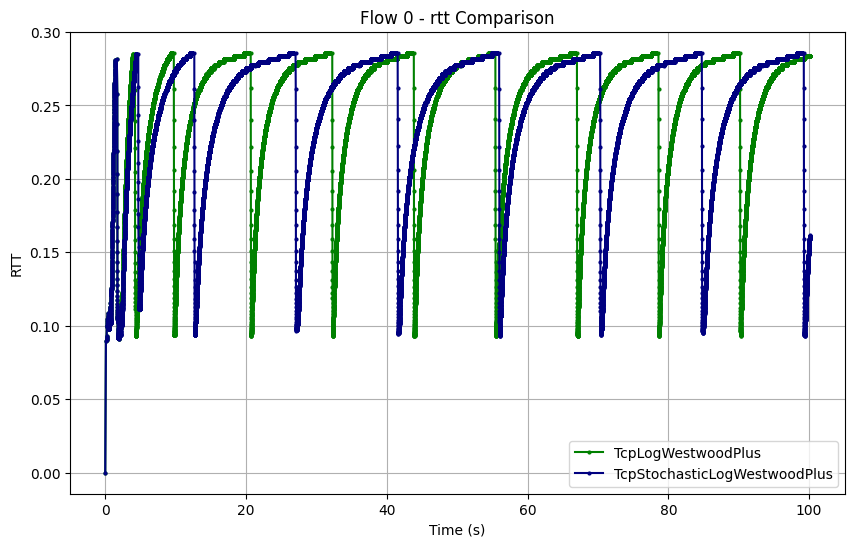 Flow 0 - rtt Comparison
RTT
0.30
0.25
0.20
0.15
0.10
0.05
0.00
0
20
40
60
80
100
Time (s)
TcpLogWestwoodPlus
TcpStochasticLogWestwoodPlus